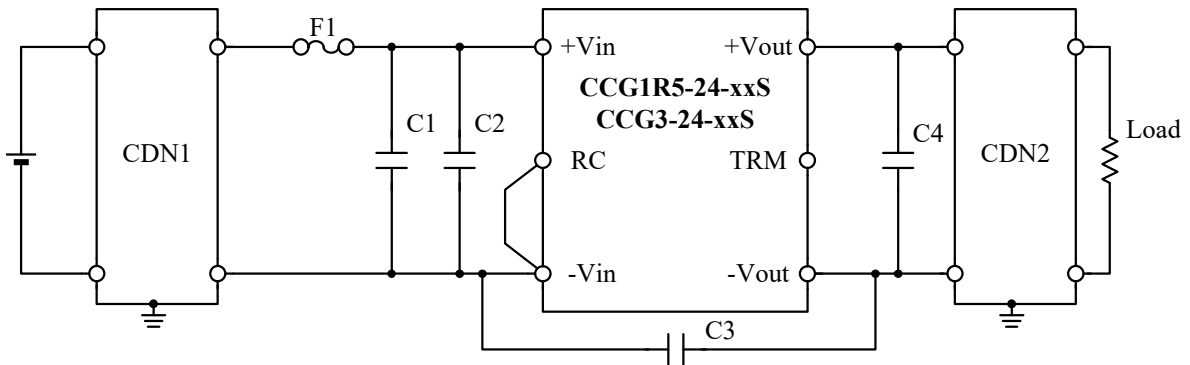 F1
+Vin
+Vout
CCG1R5-24-xxS
CCG3-24-xxS
C1
C2
C4
Load
CDN1
RC
TRM
CDN2
-Vin
-Vout
C3